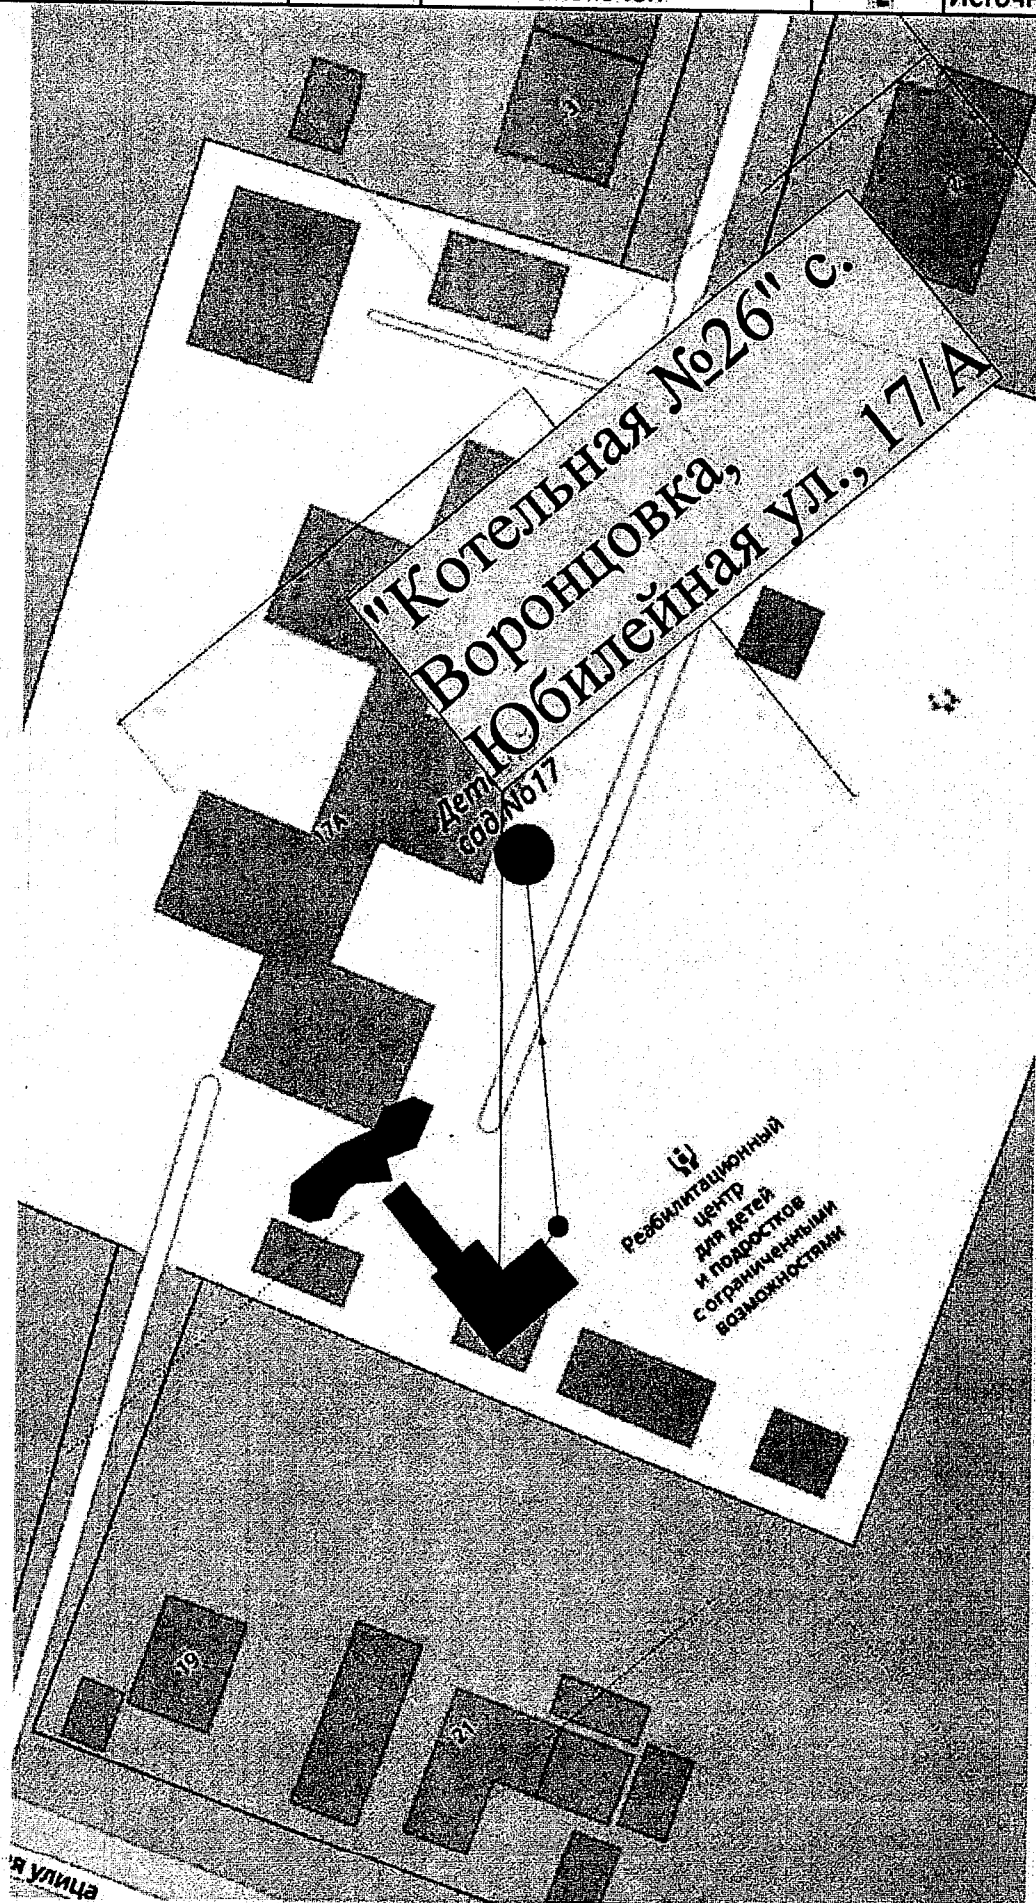 "Котельная №26" с.
Воронцовка,
Юбилейная ул., 17/А
сад №17
17А
Реабилитационный
центр
для детей
и подростков
с ограниченными
возможностями
19
21
я улица